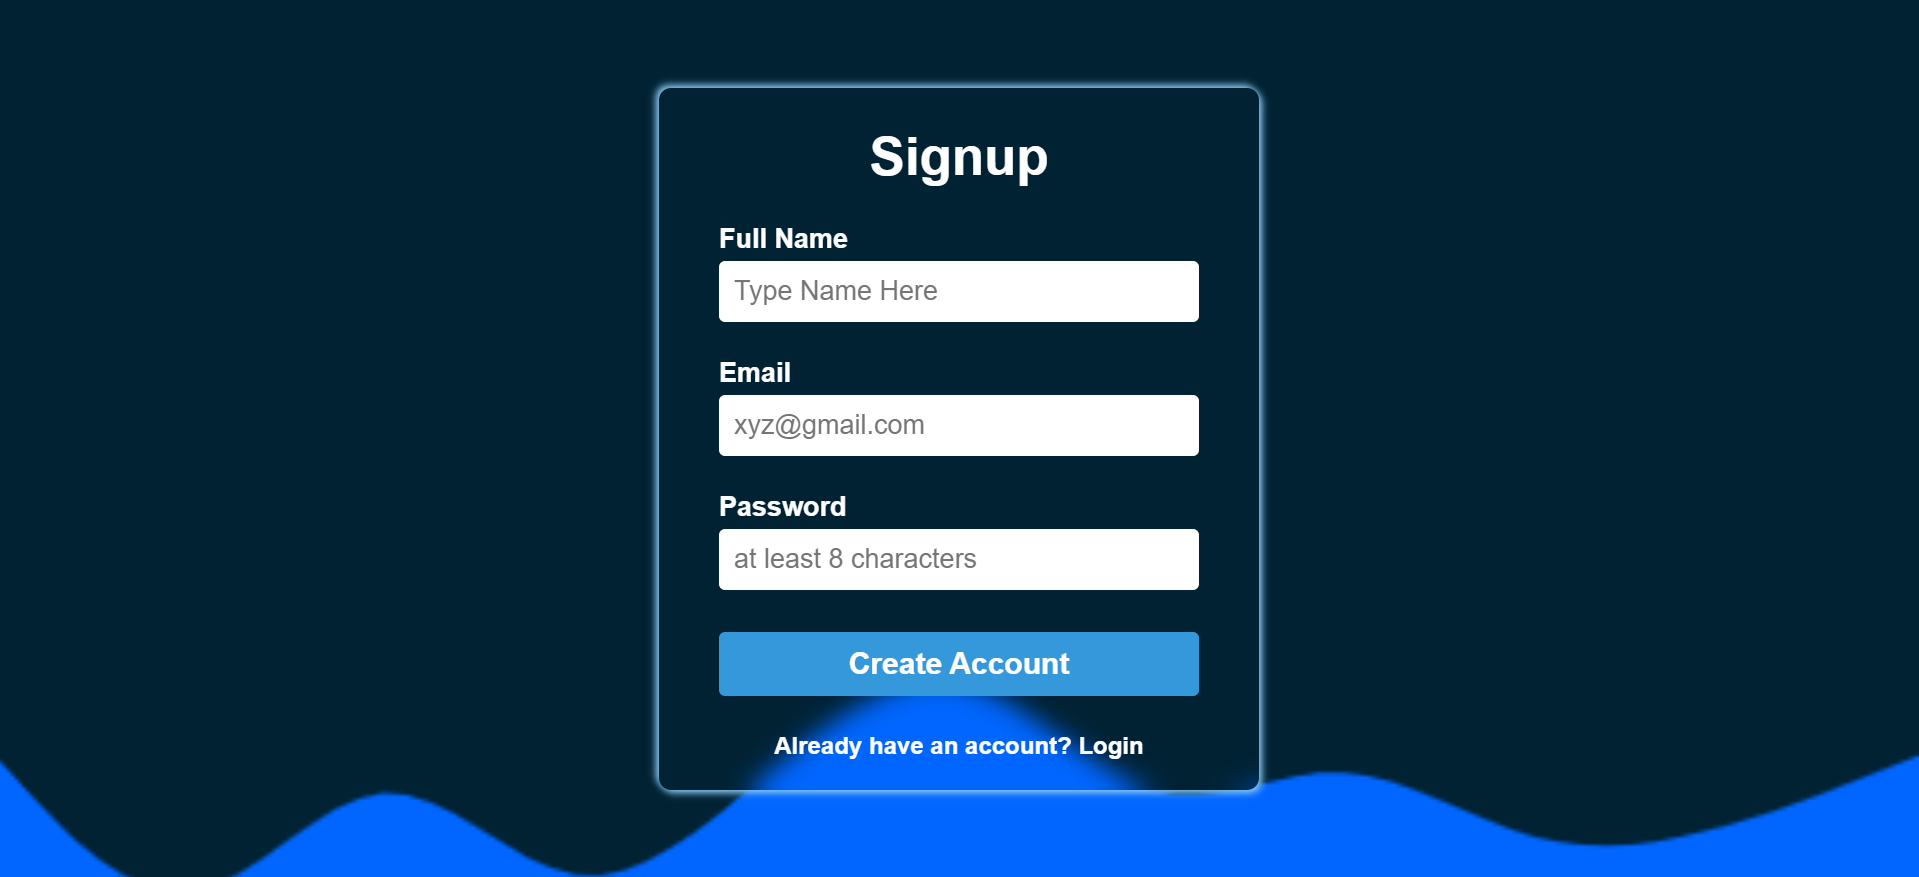 Signup
Full Name
Type Name Here
Email
xyz@gmail.com
Password
at least 8 characters
Create Account
Already have an account? Login